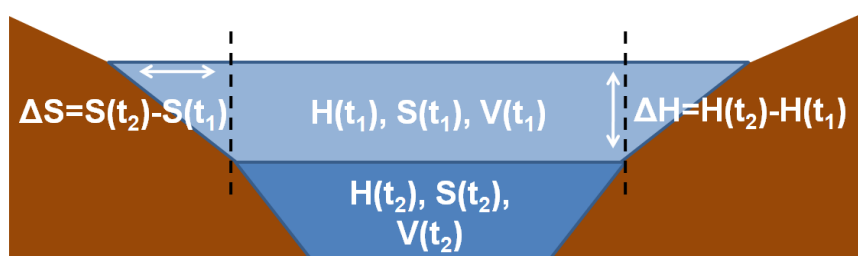 ΔS=S(t₂)-S(t₁)
H(t₁), S(t₁), V(t₁)
ΔH=H(t₂)-H(t₁)
H(t₂), S(t₂),
V(t₂)